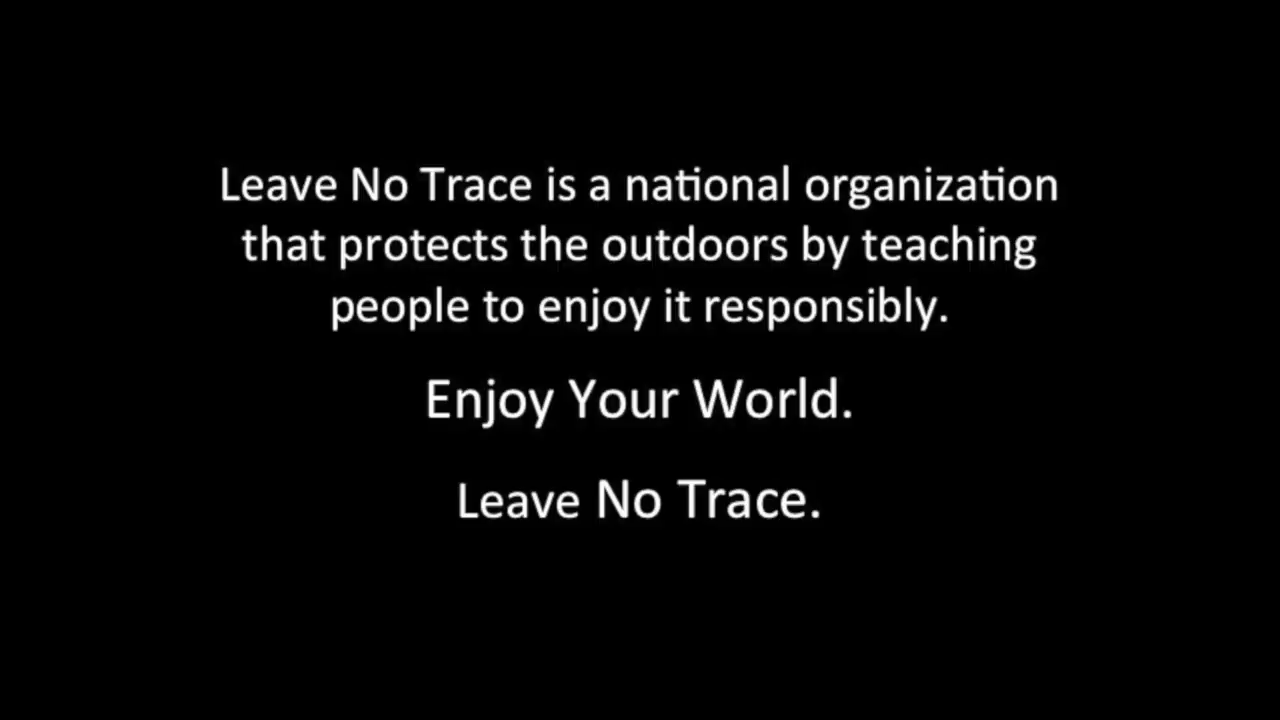 Leave No Trace is a national organization
that protects the outdoors by teaching
people to enjoy it responsibly.
Enjoy Your World.
Leave No Trace.